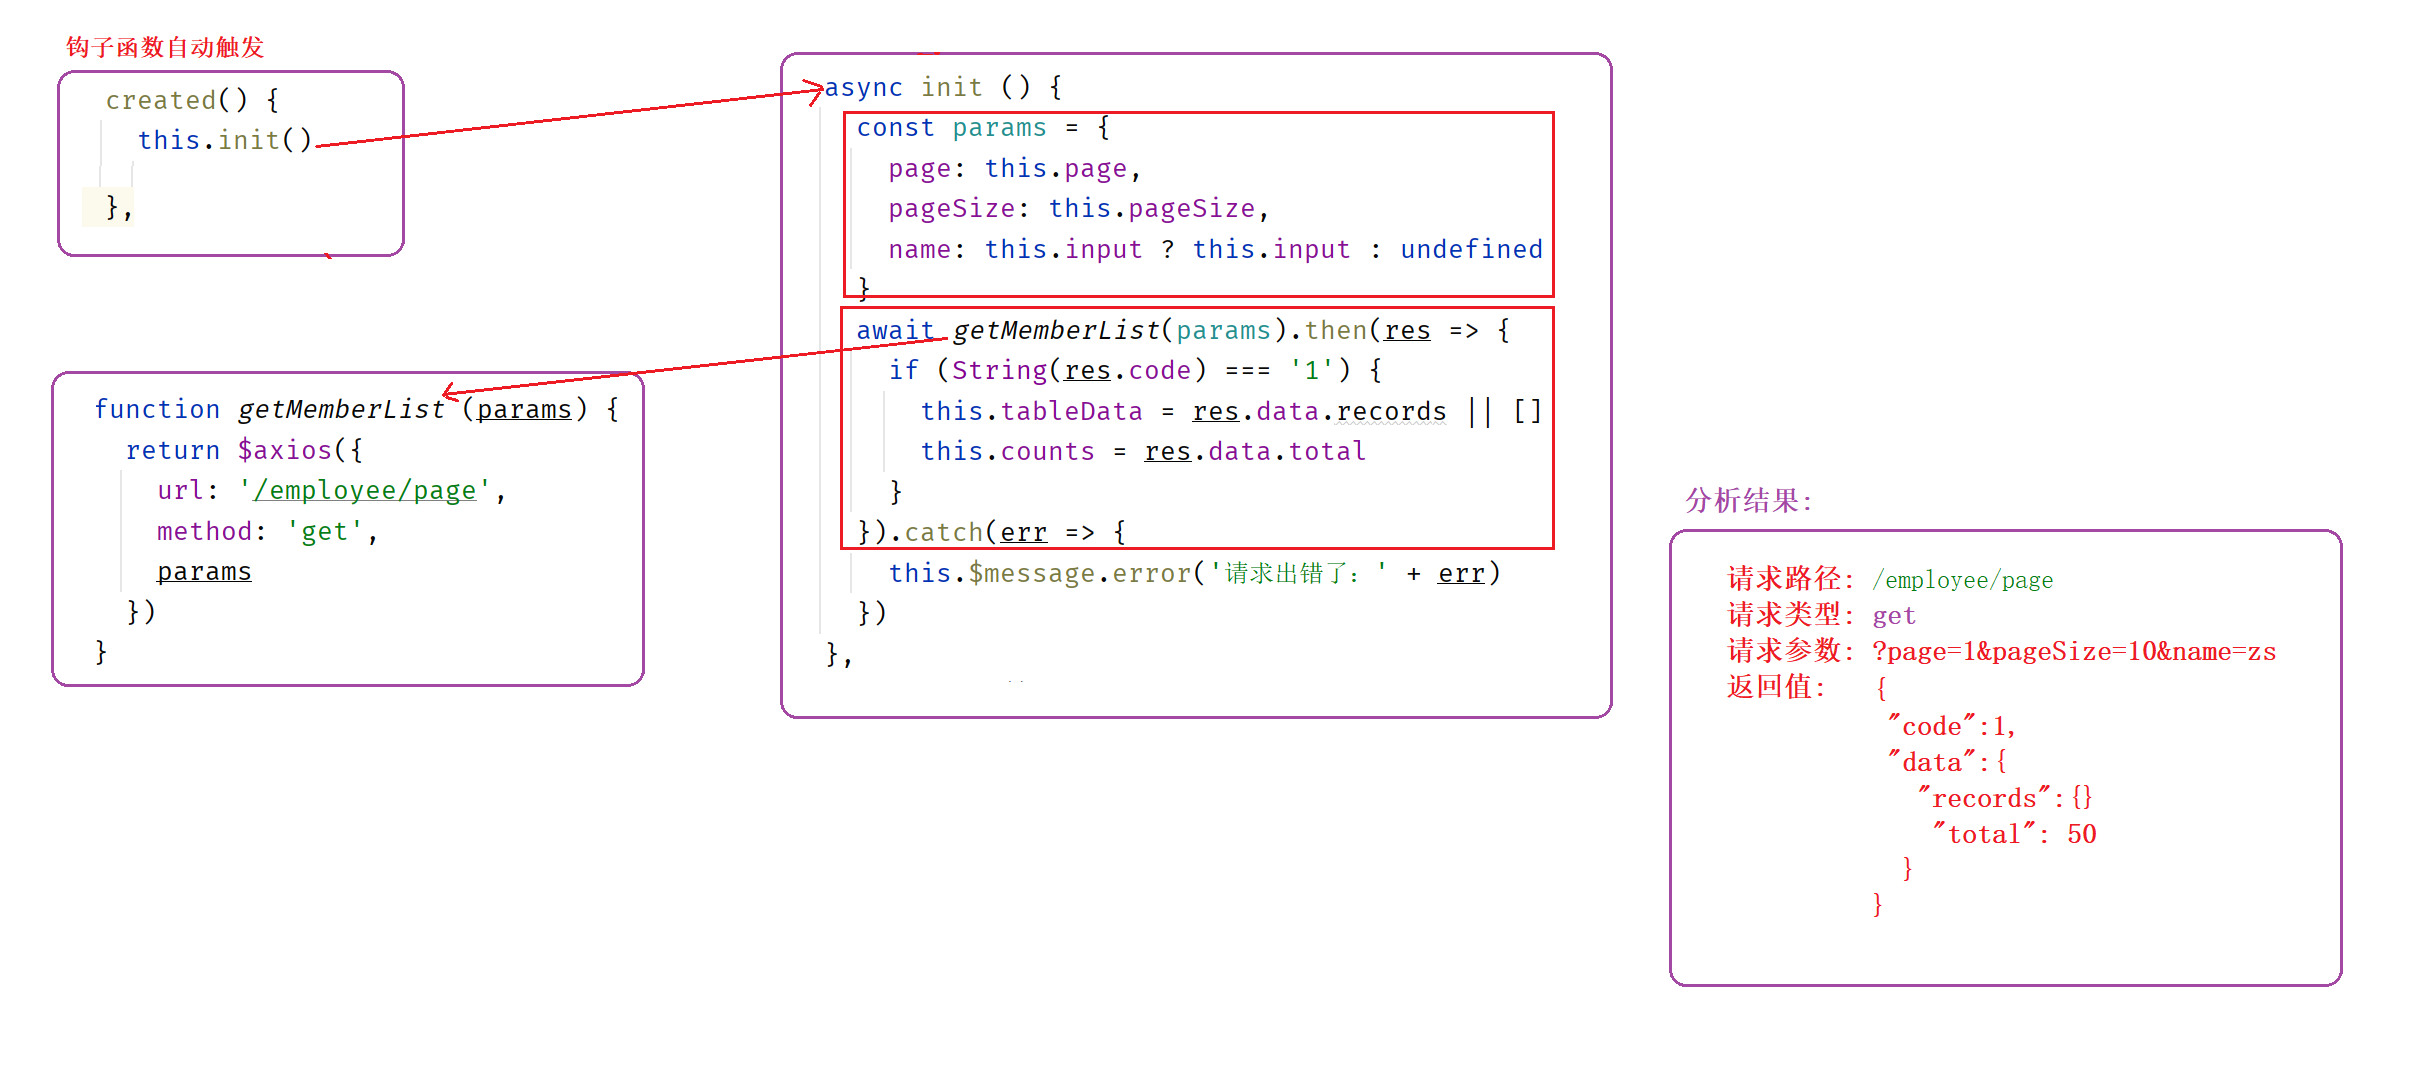 钩子函数自动触发
created() {
this.init()
},
async init () {
const params = {
page: this.page,
pageSize: this.pageSize,
name: this.input ? this.input : undefined
}
await getMemberList(params).then(res => {
if (String(res.code) === '1') {
this.tableData = res.data.records || []
this.counts = res.data.total
}
}).catch(err => {
this.$message.error('请求出错了：' + err)
})
},
function getMemberList (params) {
return $axios({
url: '/employee/page',
method: 'get',
params
})
}
分析结果：
请求路径：/employee/page
请求类型：get
请求参数：?page=1&pageSize=10&name=zs
返回值： {
"code":1,
"data":{
"records":{}
"total": 50
}
}